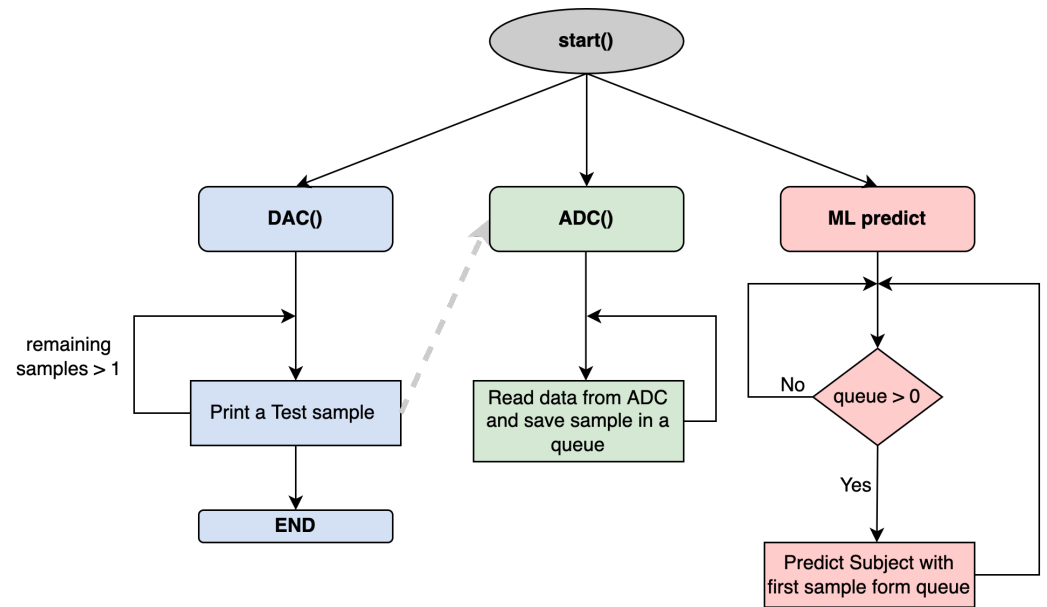 start()
DAC()
ADC()
ML predict
remaining
samples > 1
Print a Test sample
Read data from ADC
and save sample in a
queue
No
queue > 0
Yes
END
Predict Subject with
first sample form queue